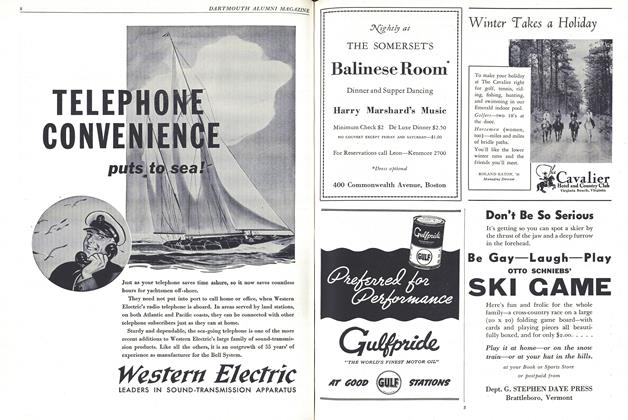 8
DARTMOUTH ALUMNI MAGAZINE
TELEPHONE
CONVENIENCE
puts to sea!
Just as your telephone saves time ashore, so it now saves countless
hours for yachtsmen off-shore.
They need not put into port to call home or office, when Western
Electric's radio telephone is aboard. In areas served by land stations,
on both Atlantic and Pacific coasts, they can be connected with other
telephone subscribers just as they can at home.
Sturdy and dependable, the sea-going telephone is one of the more
recent additions to Western Electric's large family of sound-transmis-
sion products. Like all the others, it is an outgrowth of 55 years' of
experience as manufacturer for the Bell System.
Western Electric
LEADERS IN SOUND-TRANSMISSION APPARATUS
Nightly at
THE SOMERSET'S
Balinese Room*
Dinner and Supper Dancing
Harry Marshard's Music
Minimum Check $2 De Luxe Dinner $2.50
NO COUVERT EXCEPT FRIDAY AND SATURDAY—$1.00
For Reservations call Leon—Kenmore 2700
*Dress optional
400 Commonwealth Avenue, Boston
Gulfpride
GULF
Preferred for
Performance
Gulfpride
"THE WORLD'S FINEST MOTOR OIL"
AT GOOD GULF STATIONS
Winter Takes a Holiday
To make your holiday
at The Cavalier right
for golf, tennis, rid-
ing, fishing, hunting,
and swimming in our
Emerald indoor pool.
Golfers—two 18's at
the door.
Horsemen (women,
too)—miles and miles
of bridle paths.
You'll like the lower
winter rates and the
friends you'll meet.
ROLAND EATON,
Managing Director
The
Cavalier
Hotel and Country Club
Virginia Beach, Virginia
Don't Be So Serious
It's getting so you can spot a skier by
the thrust of the jaw and a deep furrow
in the forehead.
Be Gay—Laugh—Play
OTTO SCHNIEBS'
SKI GAME
Here's fun and frolic for the whole
family—a cross-country race on a large
(20 x 20) folding game board—with
cards and playing pieces all beauti-
fully boxed, and for only $2.00. . . . .
Play it at home—or on the snow
train—or at your hut in the hills.
at your Book or Sports Store
or postpaid from
Dept. G. STEPHEN DAYE PRESS
Brattleboro, Vermont